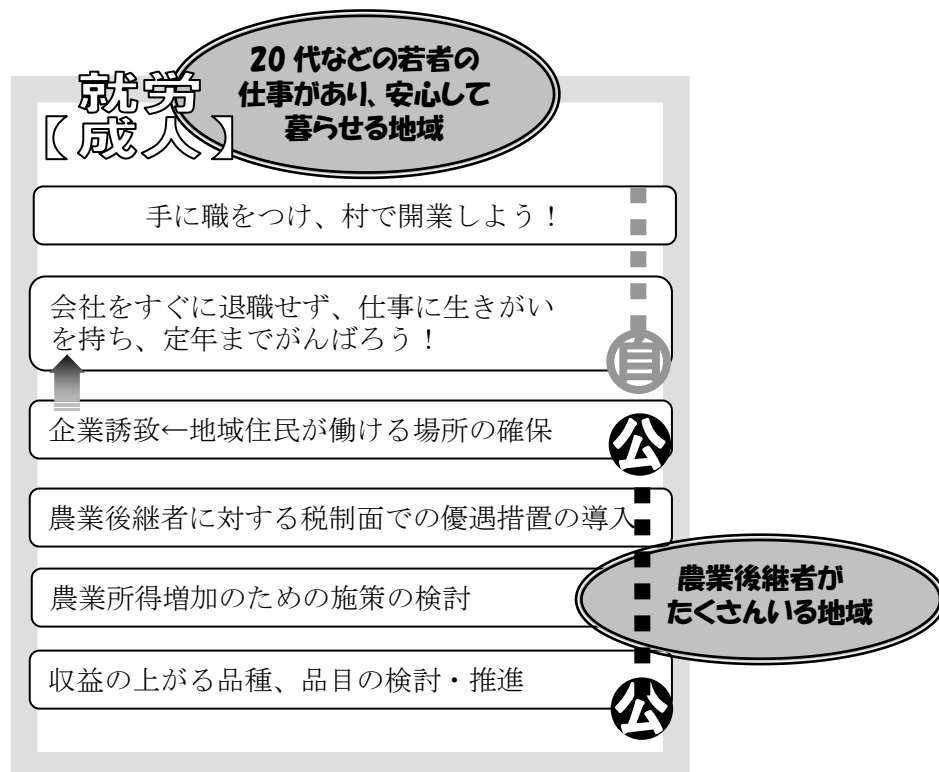 20 代などの若者の
仕事があり、安心して
暮らせる地域
就労
【成人】
手に職をつけ、村で開業しよう！
会社をすぐに退職せず、仕事に生きがい
を持ち、定年までがんばろう！
自
企業誘致←地域住民が働ける場所の確保
公
農業後継者に対する税制面での優遇措置の導入
農業後継者が
たくさんいる地域
農業所得増加のための施策の検討
収益の上がる品種、品目の検討・推進
公